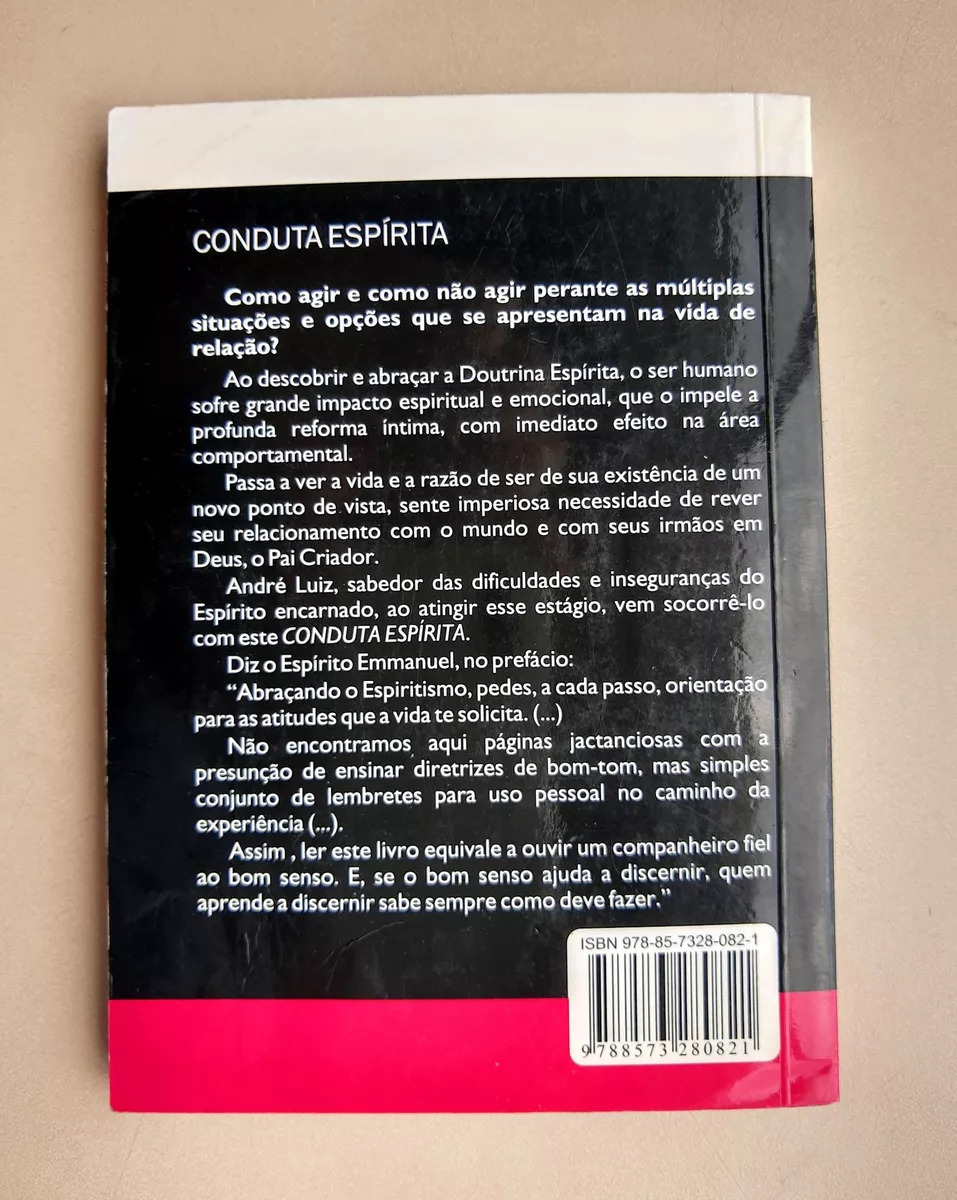 CONDUTA ESPÍRITA
Como agir e como não agir perante as múltiplas
situações e opções que se apresentam na vida de
relação?
Ao descobrir e abraçar a Doutrina Espírita, o ser humano
sofre grande impacto espiritual e emocional, que o impele a
profunda reforma íntima, com imediato efeito na área
comportamental.
Passa a ver a vida e a razão de ser de sua existência de um
novo ponto de vista, sente imperiosa necessidade de rever
seu relacionamento com o mundo e com seus irmãos em
Deus, o Pai Criador.
André Luiz, sabedor das dificuldades e inseguranças do
Espírito encarnado, ao atingir esse estágio, vem socorrê-lo
com este CONDUTA ESPÍRITA.
Diz o Espírito Emmanuel, no prefácio:
“Abraçando o Espiritismo, pedes, a cada passo, orientação
para as atitudes que a vida te solicita. (...)
Não encontramos aqui páginas jactanciosas com a
presunção de ensinar diretrizes de bom-tom, mas simples
conjunto de lembretes para uso pessoal no caminho da
experiência (...).
Assim , ler este livro equivale a ouvir um companheiro fiel
ao bom senso. E, se o bom senso ajuda a discernir, quem
aprende a discernir sabe sempre como deve fazer.”
ISBN 978-85-7328-082-1
9 788573 280821